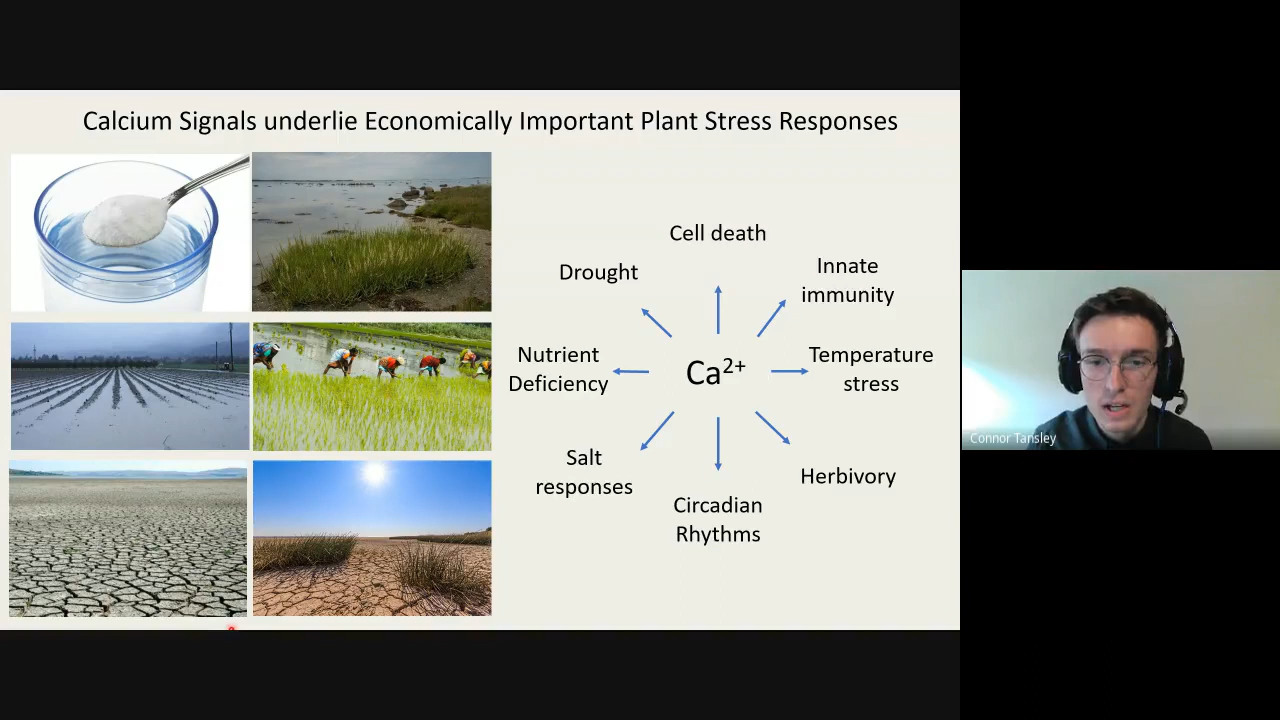 Calcium Signals underlie Economically Important Plant Stress Responses
Cell death
Drought
Innate
immunity
Nutrient
Deficiency
Ca²⁺
Temperature
stress
Salt
responses
Herbivory
Circadian
Rhythms
Connor Tansley